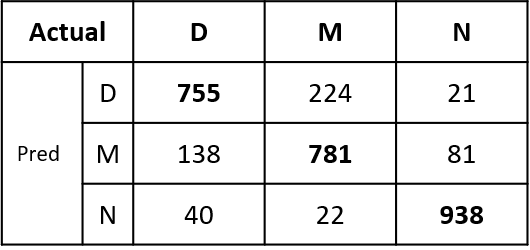 Actual D M N
D 755 224 21
Pred M 138 781 81
N 40 22 938